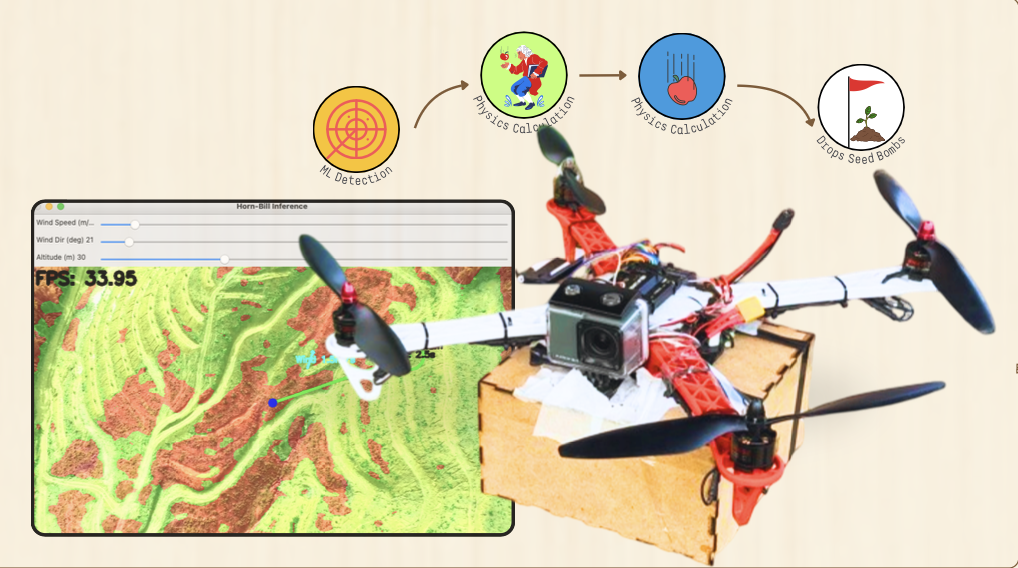 ML Detection
Physics Calculation
Physics Calculation
Drops Seed Bombs
Horn-Bill Inference
Wind Speed (m/...
Wind Dir (deg) 21
Altitude (m) 30
FPS: 33.95
2.5s